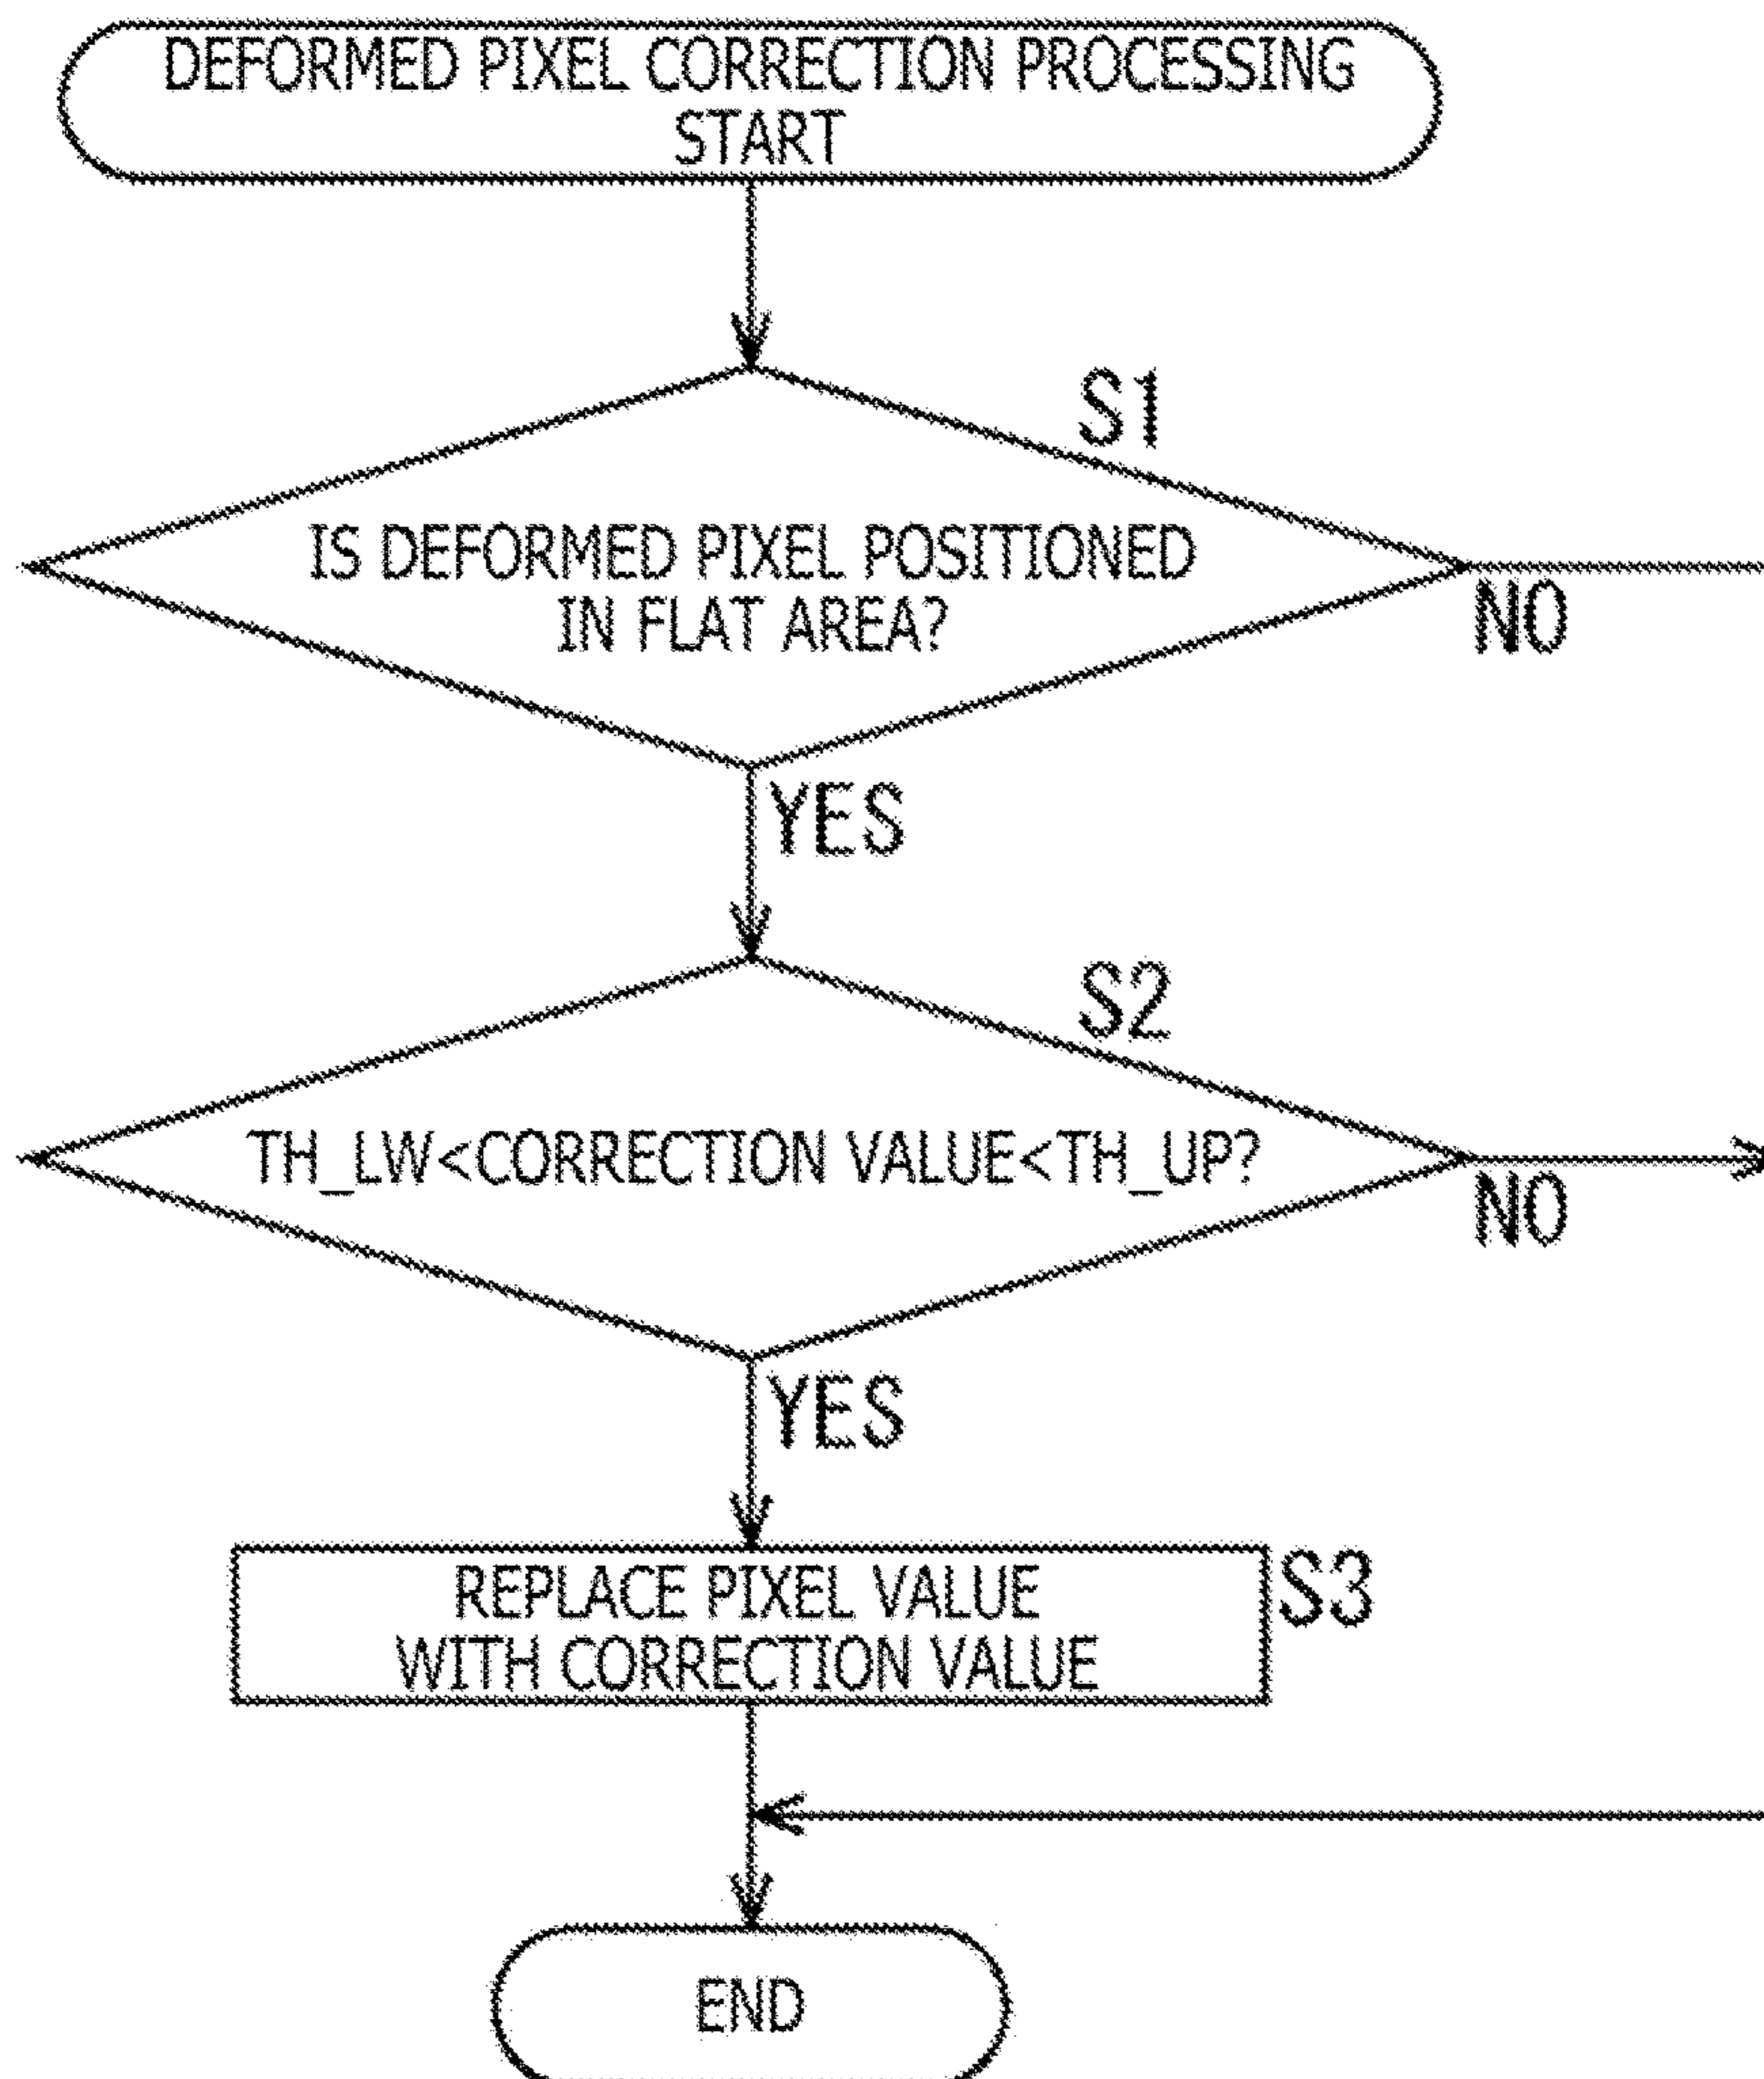 DEFORMED PIXEL CORRECTION PROCESSING
START
S1
IS DEFORMED PIXEL POSITIONED
IN FLAT AREA?
NO
YES
S2
TH_LW<CORRECTION VALUE<TH_UP?
NO
YES
REPLACE PIXEL VALUE
WITH CORRECTION VALUE
S3
END